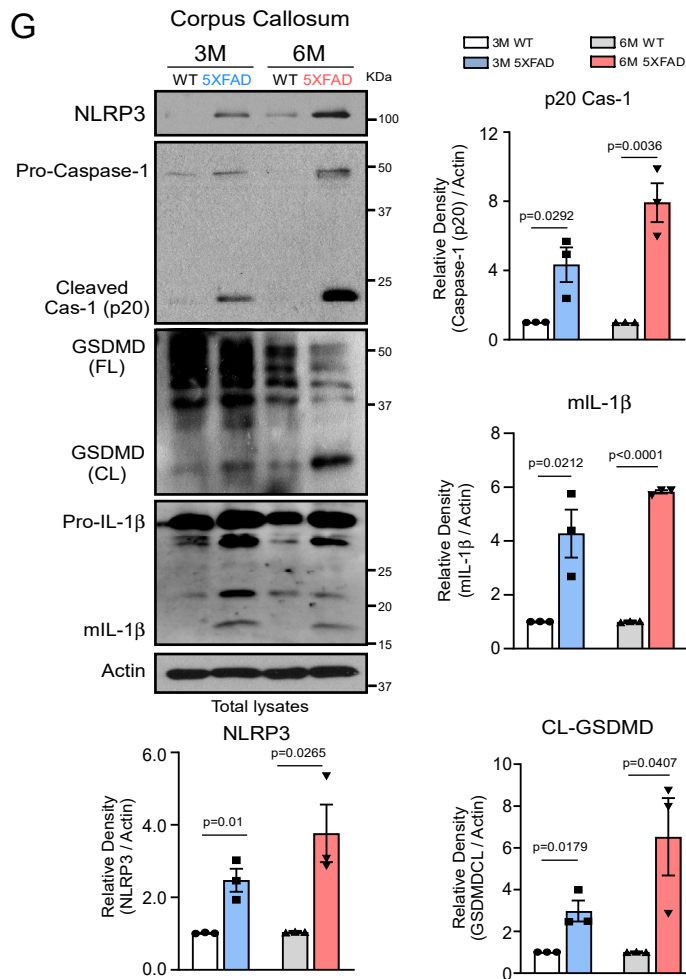 G
Corpus Callosum
3M 6M
WT 5XFAD WT 5XFAD KDa
NLRP3
100
Pro-Caspase-1
50
37
25
Cleaved
Cas-1 (p20)
GSDMD
(FL)
50
37
GSDMD
(CL)
Pro-IL-1β
25
20
mIL-1β
15
Actin
37
Total lysates
3M WT 6M WT
3M 5XFAD 6M 5XFAD
p20 Cas-1
Relative Density
(Caspase-1 (p20) / Actin)
12
8
4
0
p=0.0292
p=0.0036
mIL-1β
Relative Density
(mIL-1β / Actin)
8
6
4
2
0
p=0.0212
p<0.0001
NLRP3
Relative Density
(NLRP3 / Actin)
6.0
4.0
2.0
0.0
p=0.01
p=0.0265
CL-GSDMD
Relative Density
(GSDMDCL / Actin)
10
8
6
4
2
0
p=0.0179
p=0.0407